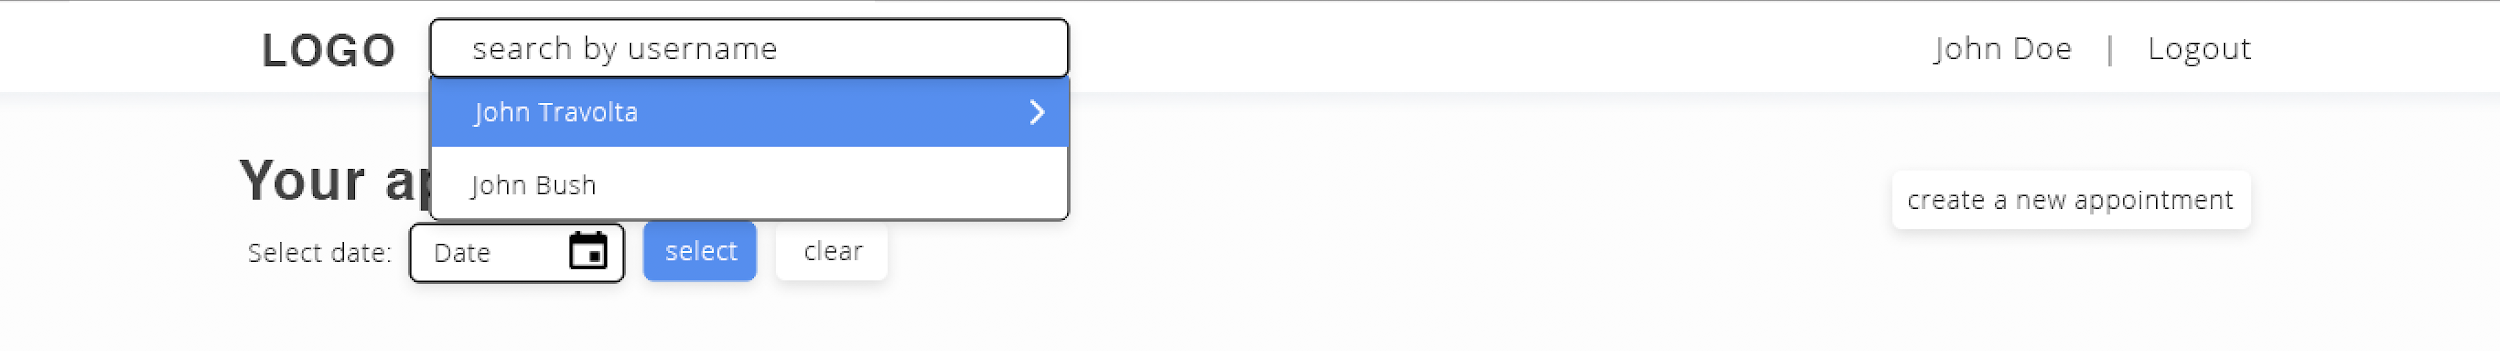 LOGO search by username John Doe | Logout
John Travolta
John Bush
Your
create a new appointment
Select date: Date select clear